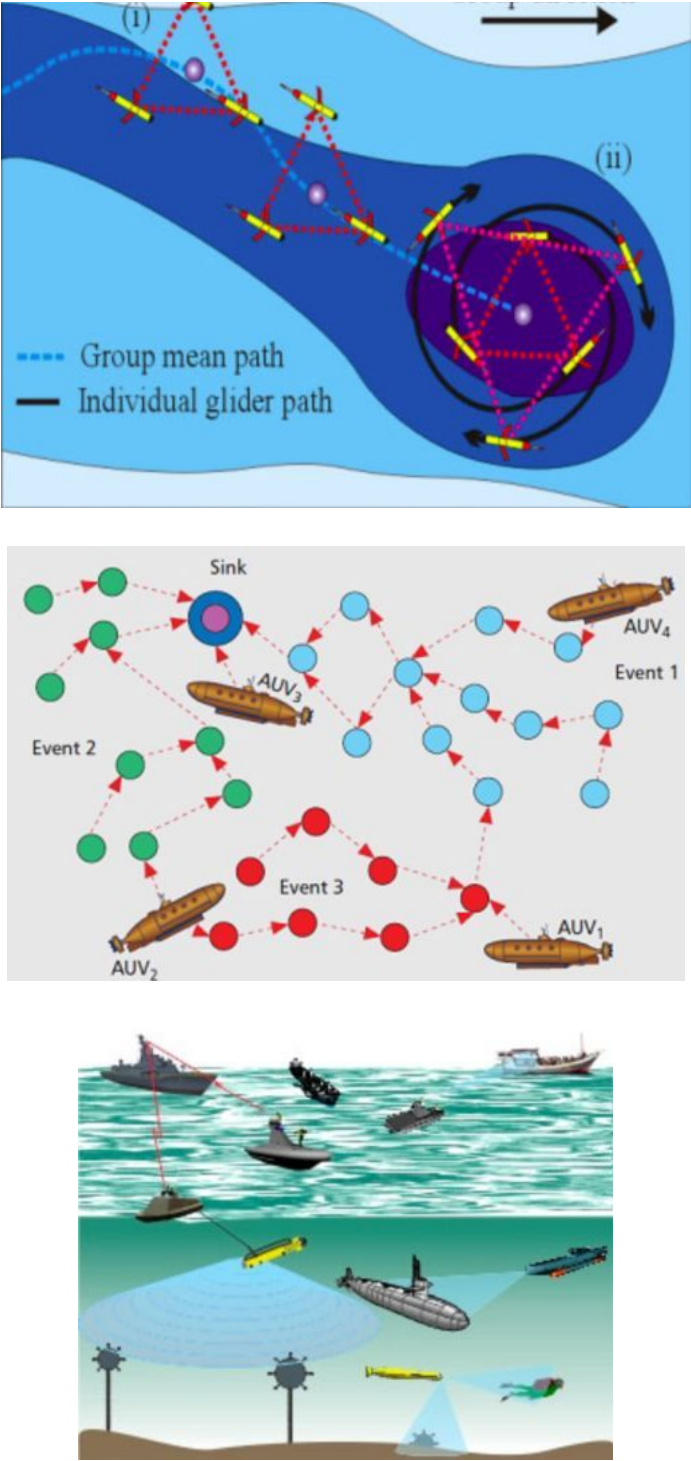 (i)
(ii)
Group mean path
Individual glider path
Sink
AUV₄
Event 1
AUV₃
Event 2
Event 3
AUV₁
AUV₂